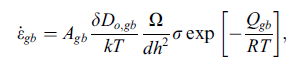 ε̇_gb = A_gb (δD_o,gb / kT) (Ω / dh²) σ exp [ − Q_gb / RT ],